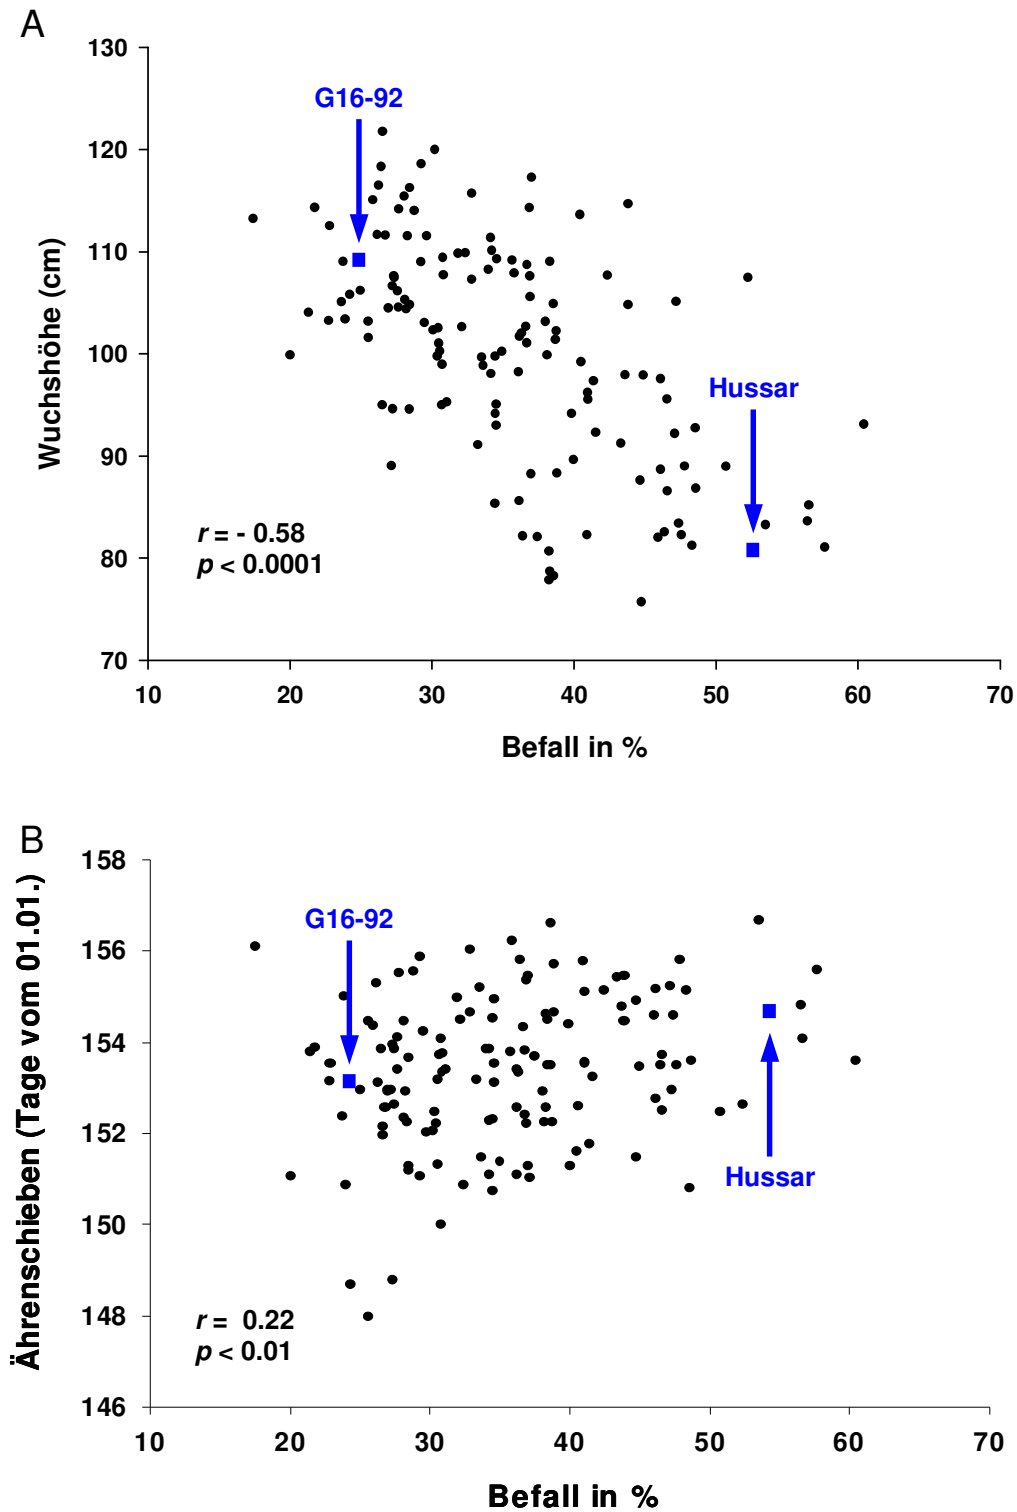 A
130
G16-92
120
110
Wuchshöhe (cm)
100
Hussar
90
r = - 0.58
p < 0.0001
80
70
10 20 30 40 50 60 70
Befall in %
B
158
G16-92
156
Ährenschieben (Tage vom 01.01.)
154
152
Hussar
150
148
r = 0.22
p < 0.01
146
10 20 30 40 50 60 70
Befall in %